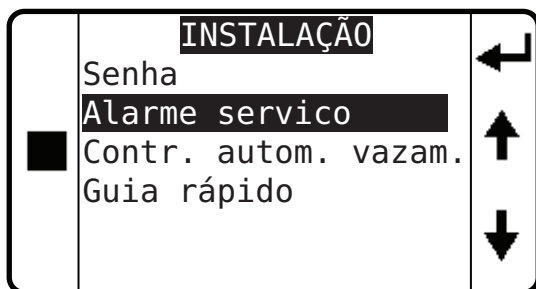 INSTALAÇÃO
Senha
Alarme servico
Contr. autom. vazam.
Guia rápido